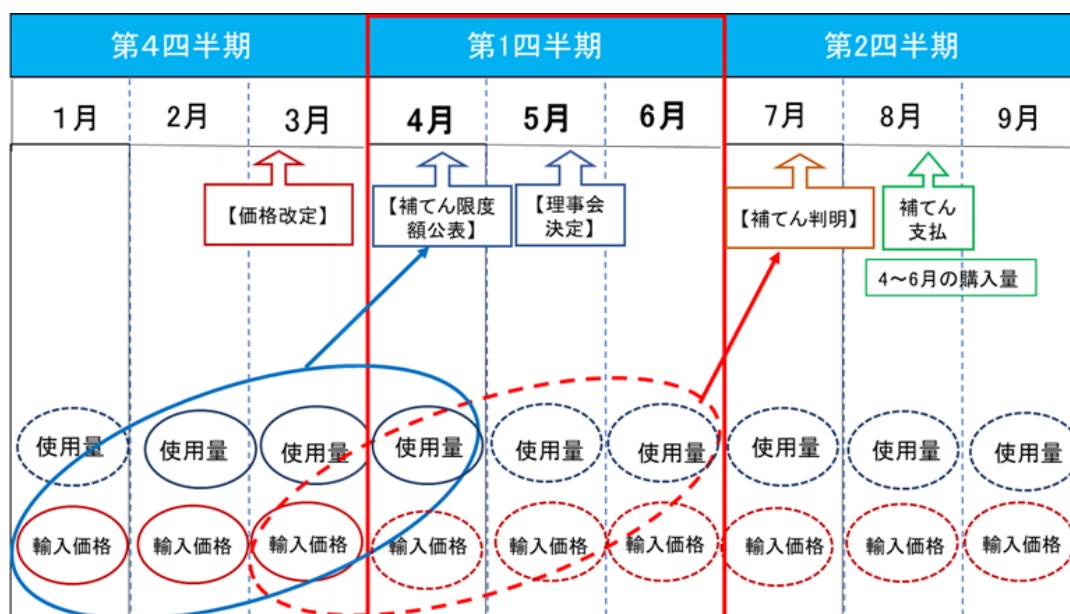 第4四半期
第1四半期
第2四半期
1月
2月
3月
4月
5月
6月
7月
8月
9月
【価格改定】
【補てん限度
額公表】
【理事会
決定】
【補てん判明】
補てん
支払
4～6月の購入量
使用量
使用量
使用量
使用量
使用量
使用量
使用量
使用量
使用量
輸入価格
輸入価格
輸入価格
輸入価格
輸入価格
輸入価格
輸入価格
輸入価格
輸入価格